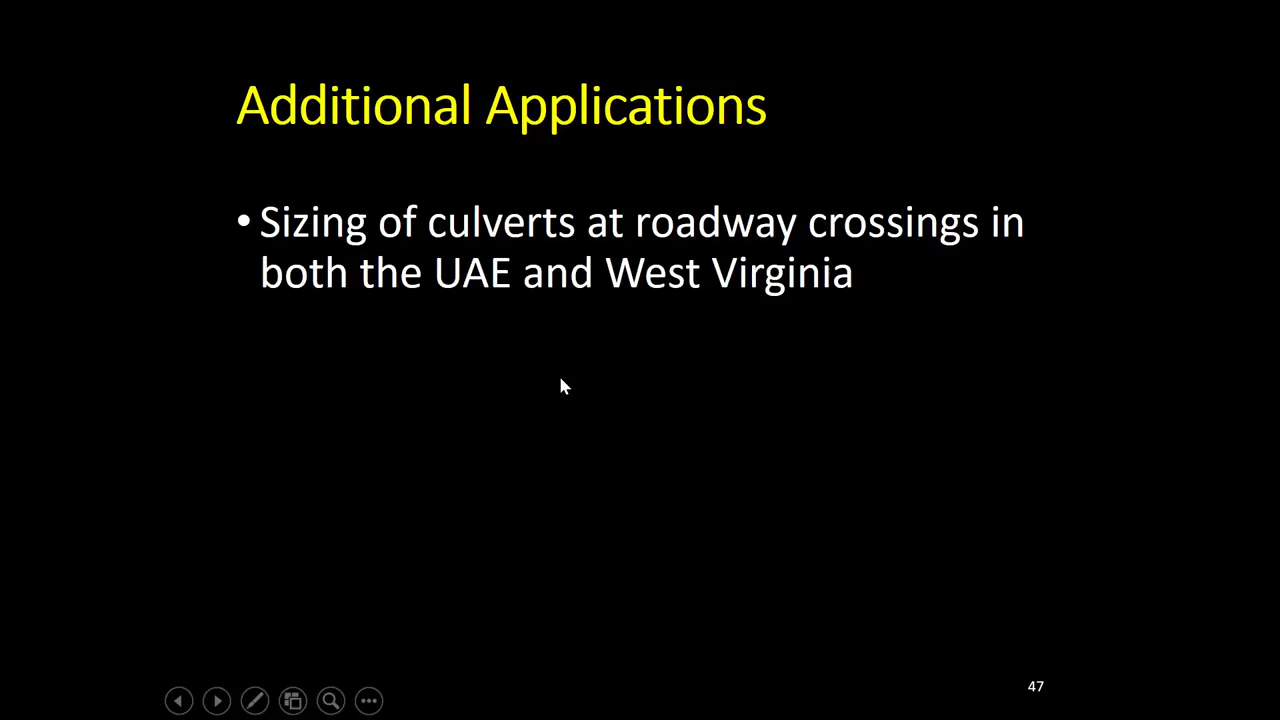 Additional Applications
• Sizing of culverts at roadway crossings in
both the UAE and West Virginia
47